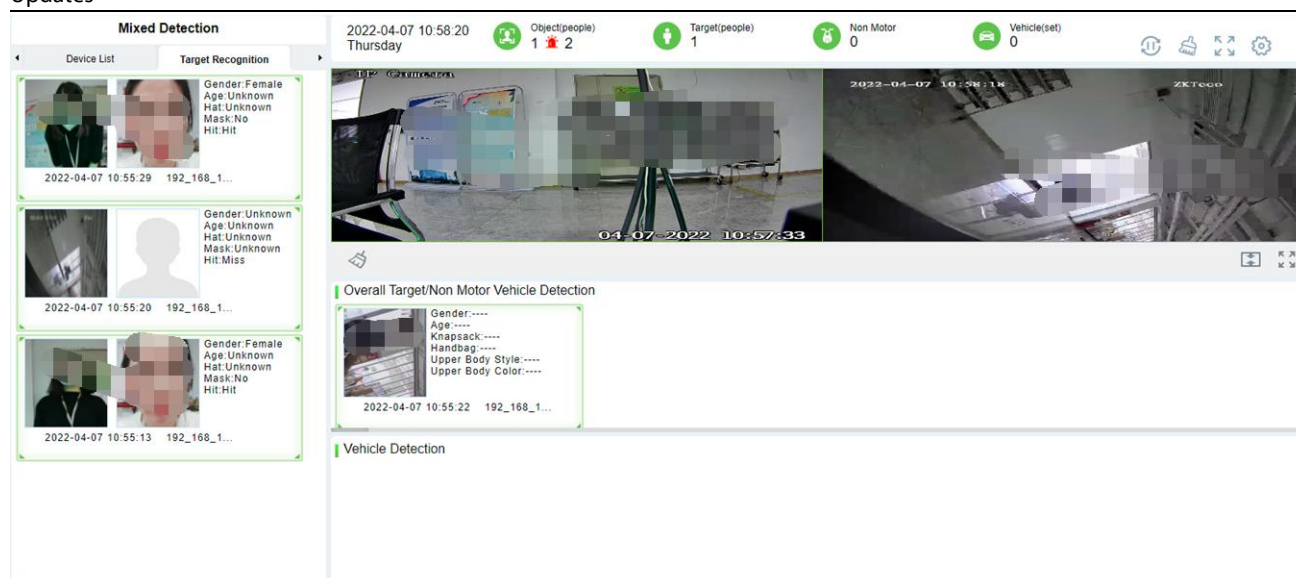 Updates
Mixed Detection
Device List
Target Recognition
Gender:Female
Age:Unknown
Hat:Unknown
Mask:No
Hit:Hit
2022-04-07 10:55:29 192_168_1...
Gender:Unknown
Age:Unknown
Hat:Unknown
Mask:Unknown
Hit:Miss
2022-04-07 10:55:20 192_168_1...
Gender:Female
Age:Unknown
Hat:Unknown
Mask:No
Hit:Hit
2022-04-07 10:55:13 192_168_1...
2022-04-07 10:58:20
Thursday
Object(people)
1 2
Target(people)
1
Non Motor
0
Vehicle(set)
0
IP Camera
04-07-2022 10:57:33
2022-04-07 10:58:18
ZKTeco
Overall Target/Non Motor Vehicle Detection
Gender:----
Age:----
Knapsack:----
Handbag:----
Upper Body Style:----
Upper Body Color:----
2022-04-07 10:55:22 192_168_1...
Vehicle Detection